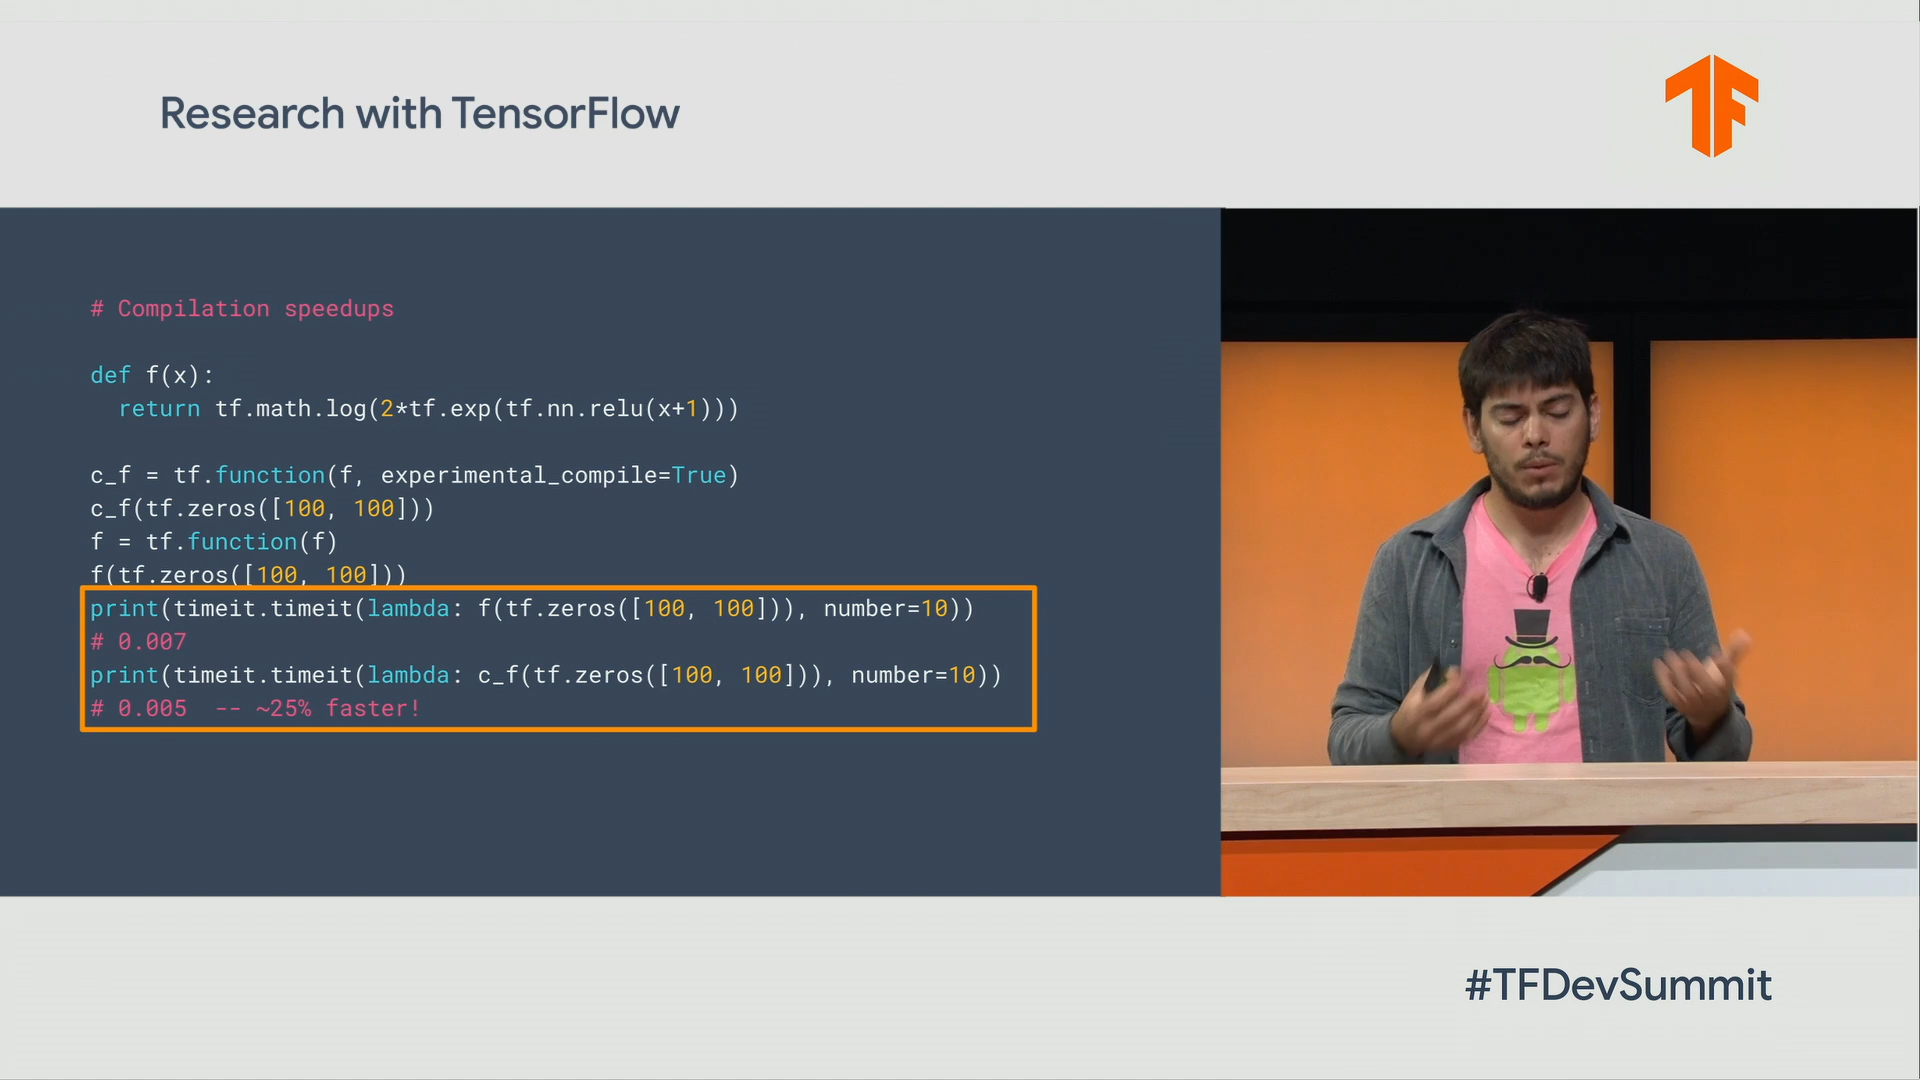 Research with TensorFlow
# Compilation speedups
def f(x):
  return tf.math.log(2*tf.exp(tf.nn.relu(x+1)))
c_f = tf.function(f, experimental_compile=True)
c_f(tf.zeros([100, 100]))
f = tf.function(f)
f(tf.zeros([100, 100]))
print(timeit.timeit(lambda: f(tf.zeros([100, 100])), number=10))
# 0.007
print(timeit.timeit(lambda: c_f(tf.zeros([100, 100])), number=10))
# 0.005  -- ~25% faster!
#TFDevSummit